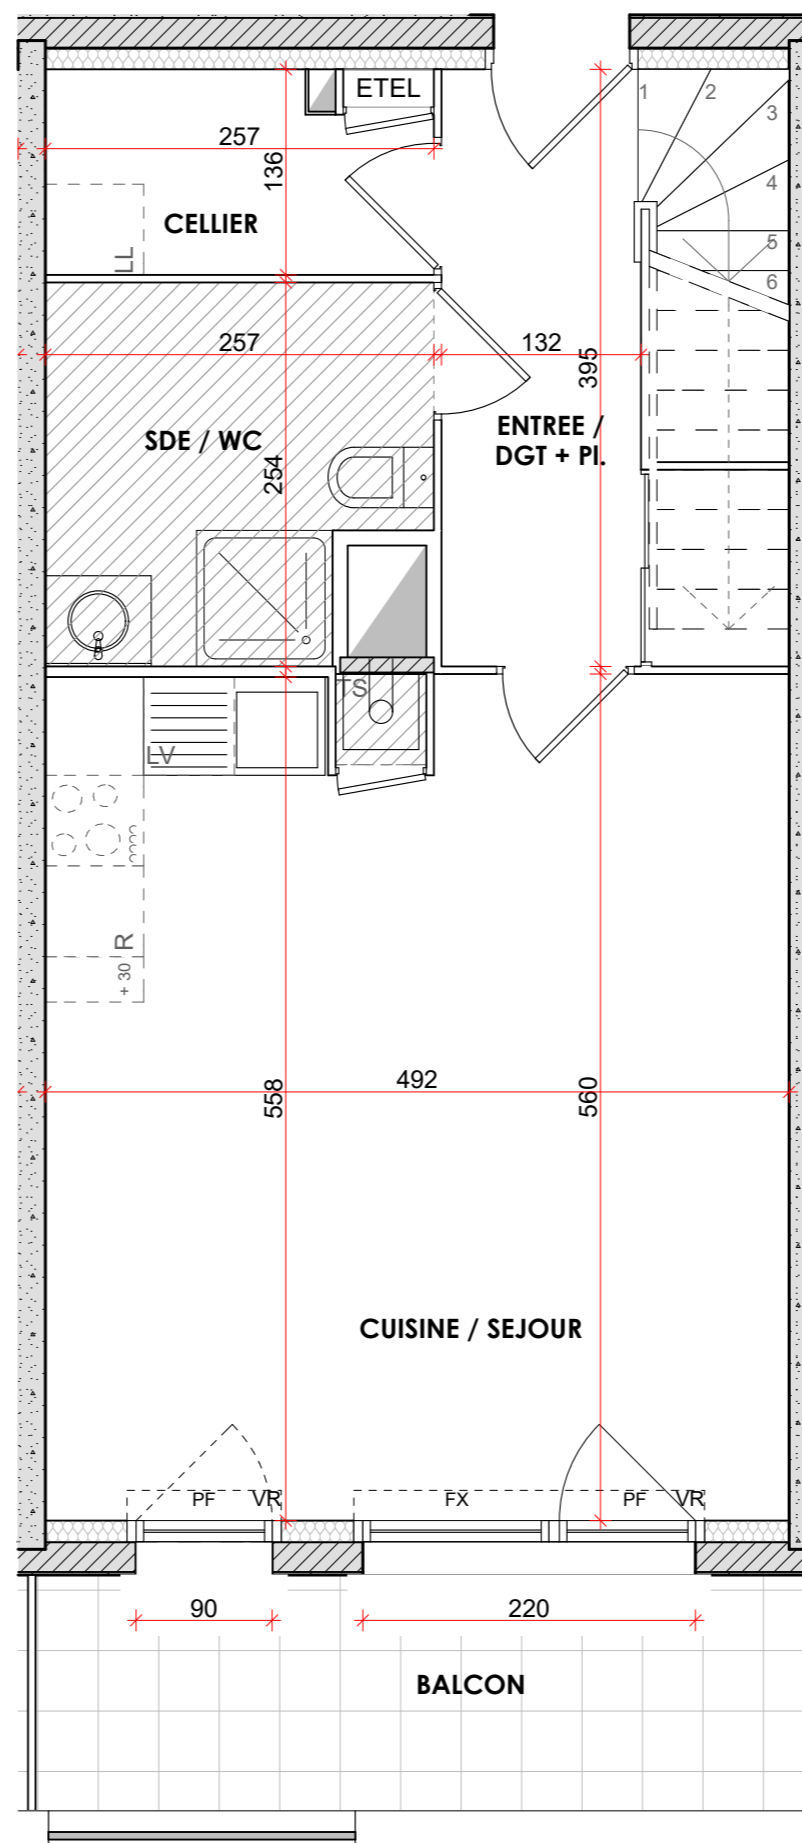 ETEL
1
2
3
4
5
6
257
136
CELLIER
LL
257
132
395
SDE / WC
254
ENTREE /
DGT + Pl.
TS
LV
R
+ 30
558
492
560
CUISINE / SEJOUR
PF
VR
FX
PF
VR
90
220
BALCON